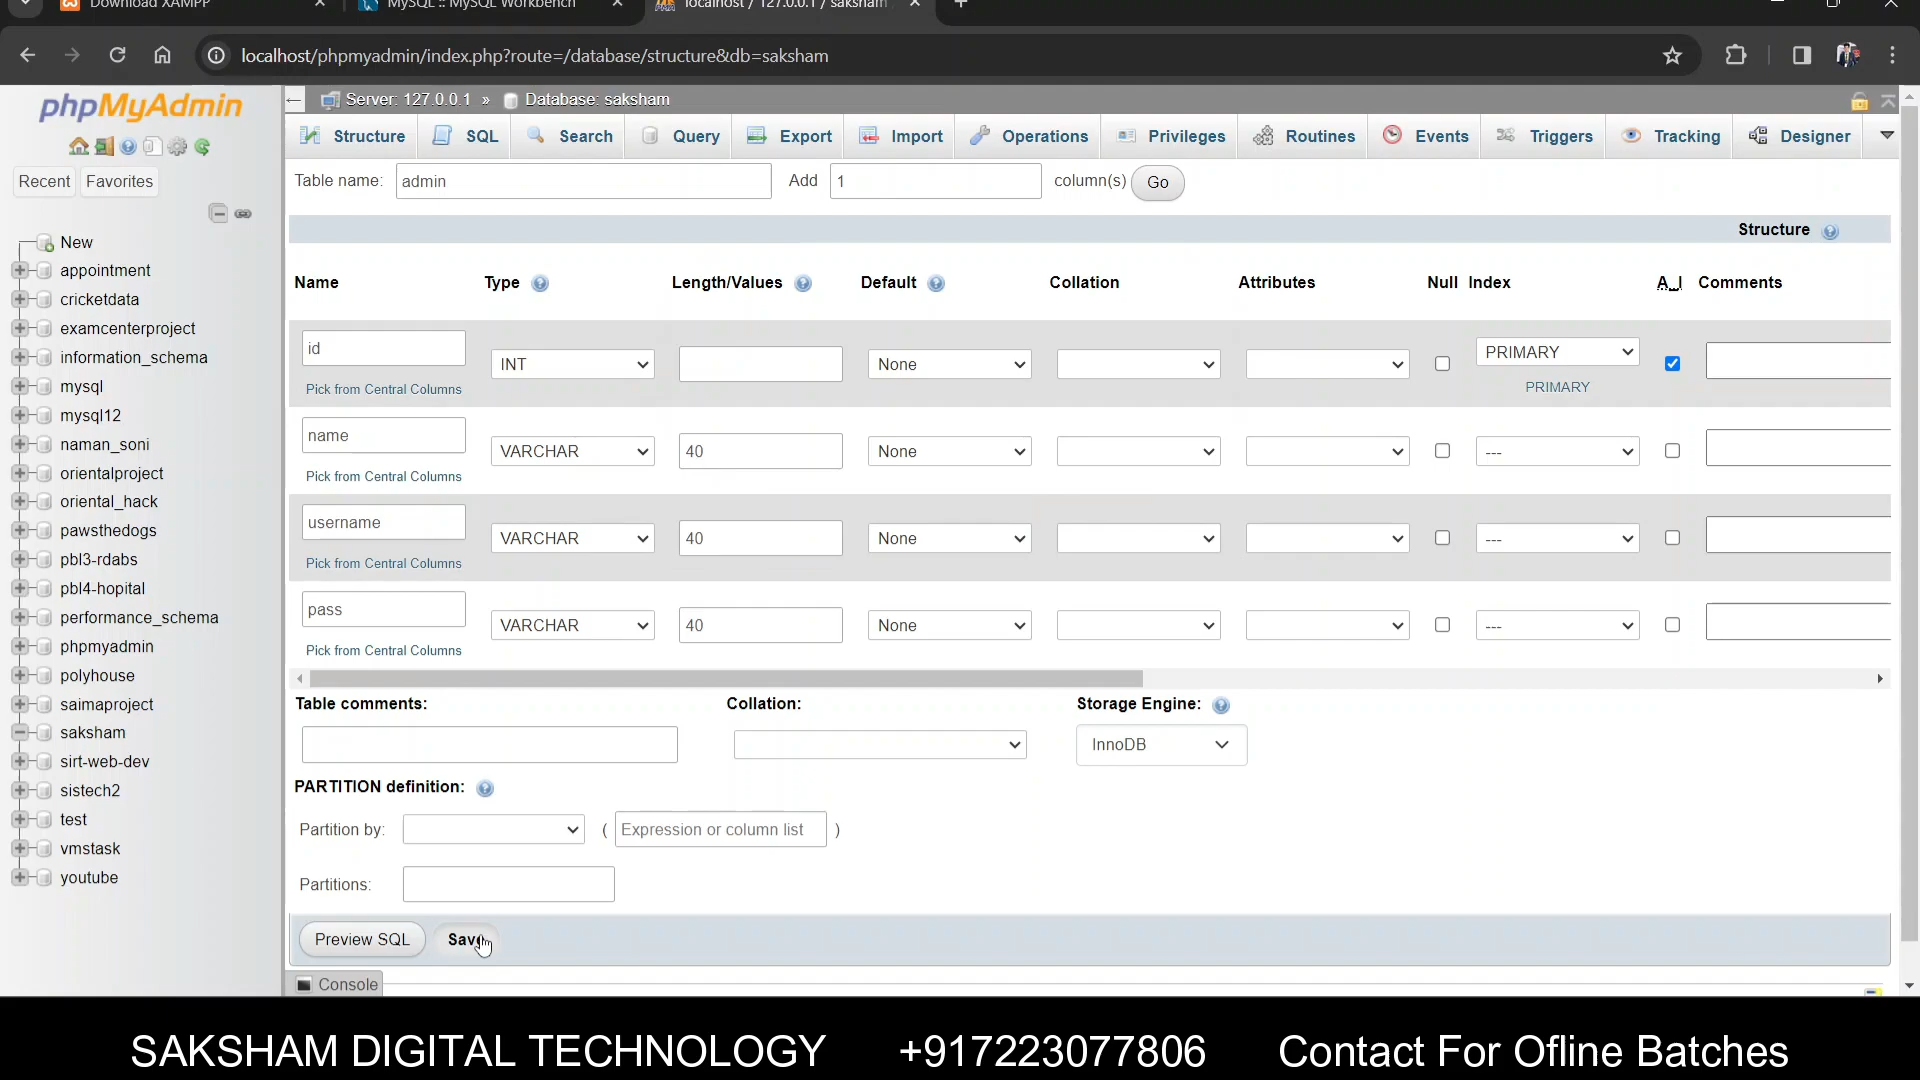 Download XAMPP
MySQL :: MySQL Workbench
localhost / 127.0.0.1 / saksham
localhost/phpmyadmin/index.php?route=/database/structure&db=saksham
phpMyAdmin
Recent Favorites
New
appointment
cricketdata
examcenterproject
information_schema
mysql
mysql12
naman_soni
orientalproject
oriental_hack
pawsthedogs
pbl3-rdabs
pbl4-hopital
performance_schema
phpmyadmin
polyhouse
saimaproject
saksham
sirt-web-dev
sistech2
test
vmstask
youtube
Server: 127.0.0.1 » Database: saksham
Structure SQL Search Query Export Import Operations Privileges Routines Events Triggers Tracking Designer
Table name: admin Add 1 column(s) Go
Structure
Name Type Length/Values Default Collation Attributes Null Index A_I Comments
id INT None PRIMARY
Pick from Central Columns PRIMARY
name VARCHAR 40 None ---
Pick from Central Columns
username VARCHAR 40 None ---
Pick from Central Columns
pass VARCHAR 40 None ---
Pick from Central Columns
Table comments: Collation: Storage Engine:
InnoDB
PARTITION definition:
Partition by: ( Expression or column list )
Partitions:
Preview SQL Save
Console
SAKSHAM DIGITAL TECHNOLOGY +917223077806 Contact For Ofline Batches